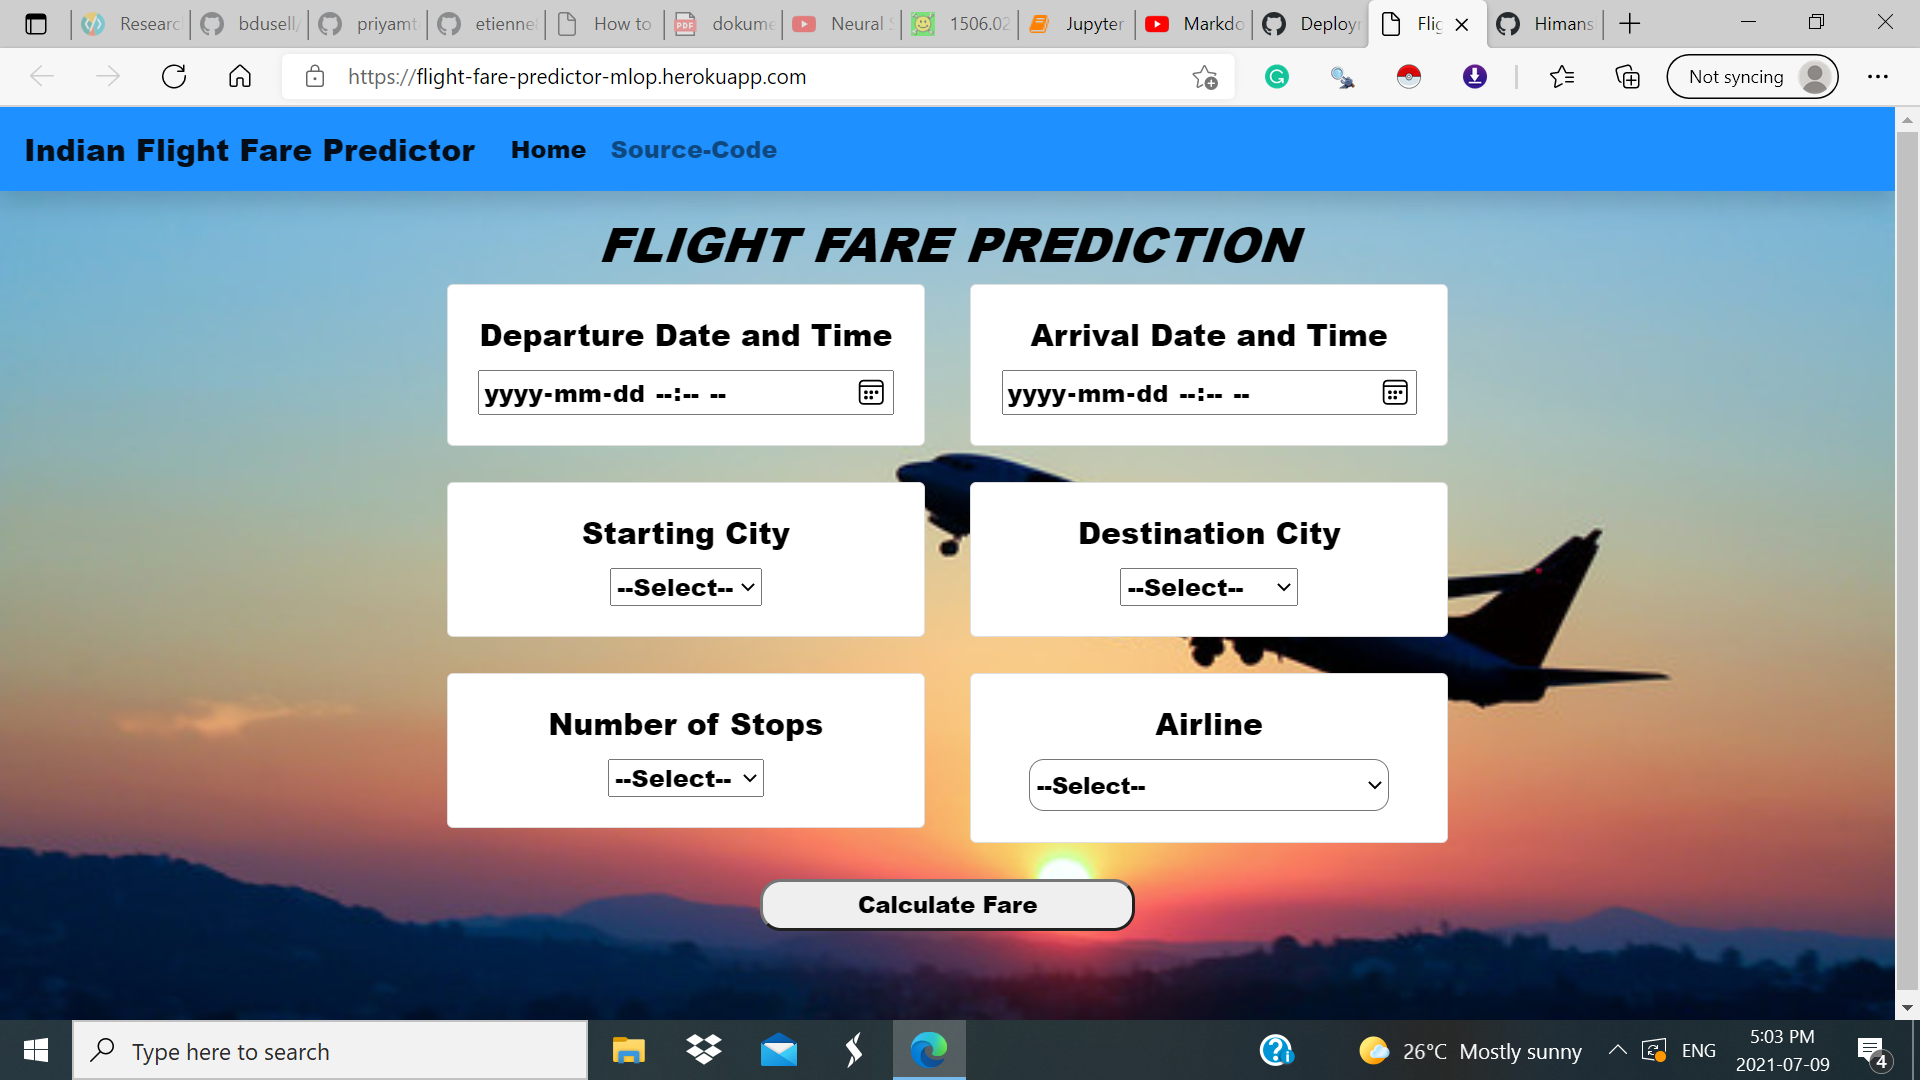 Researc
bdusell/
priyamt
etienne
How to
dokume
Neural S
1506.02
Jupyter
Markdo
Deploy
Flig
Himans
https://flight-fare-predictor-mlop.herokuapp.com
Not syncing
Indian Flight Fare Predictor
Home
Source-Code
FLIGHT FARE PREDICTION
Departure Date and Time
Arrival Date and Time
yyyy-mm-dd --:-- --
yyyy-mm-dd --:-- --
Starting City
Destination City
--Select--
--Select--
Number of Stops
Airline
--Select--
--Select--
Calculate Fare
Type here to search
26°C Mostly sunny
ENG
5:03 PM
2021-07-09
4